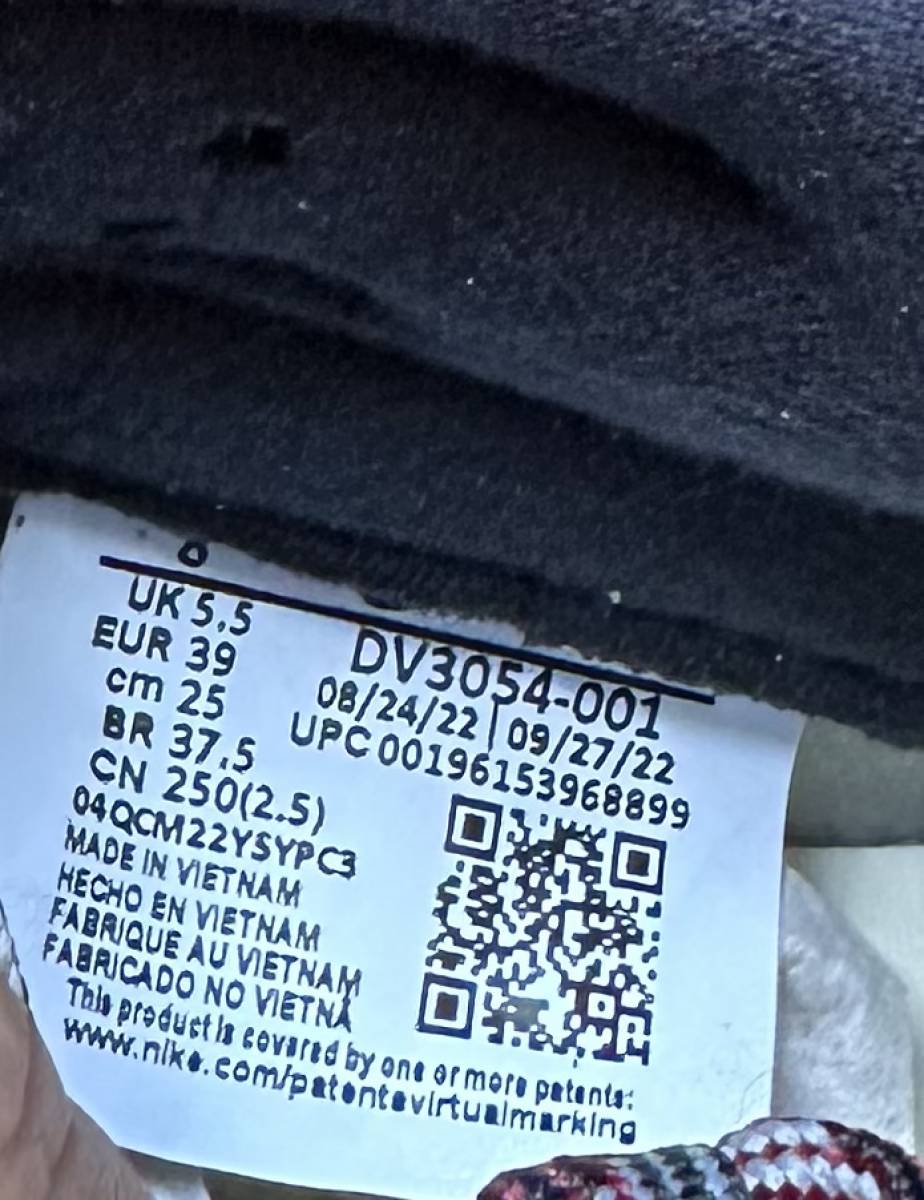 UK 5.5
EUR 39
cm 25
BR 37.5
CN 250(2.5)
DV3054-001
08/24/22 | 09/27/22
UPC 00196153968899
04QCM22YSYPC3
MADE IN VIETNAM
HECHO EN VIETNAM
FABRIQUE AU VIETNAM
FABRICADO NO VIETNÃ
This product is covered by one or more patents:
www.nike.com/patentsvirtualmarking